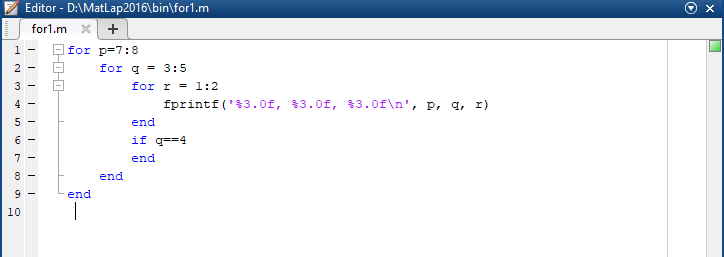 Editor - D:\MatLap2016\bin\for1.m
for1.m
1 for p=7:8
2 for q = 3:5
3 for r = 1:2
4 fprintf('%3.0f, %3.0f, %3.0f\n', p, q, r)
5 end
6 if q==4
7 end
8 end
9 end
10